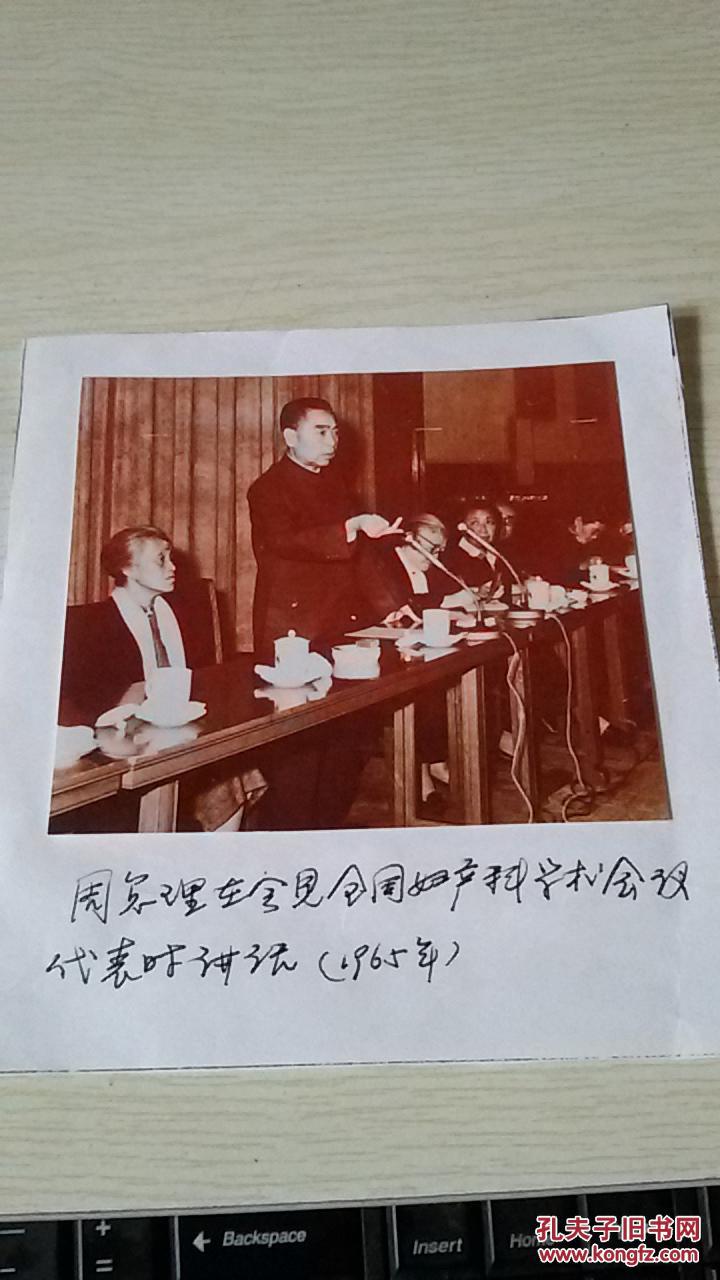 周总理在会见全国妇产科学术会议
代表时讲话（1965年）
+
=
← Backspace
Insert
Home
孔夫子旧书网
www.kongfz.com